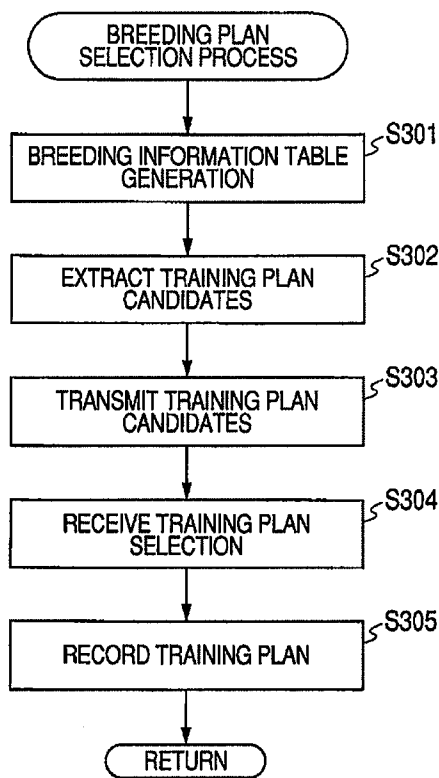 BREEDING PLAN
SELECTION PROCESS
S301
BREEDING INFORMATION TABLE
GENERATION
S302
EXTRACT TRAINING PLAN
CANDIDATES
S303
TRANSMIT TRAINING PLAN
CANDIDATES
S304
RECEIVE TRAINING PLAN
SELECTION
S305
RECORD TRAINING PLAN
RETURN